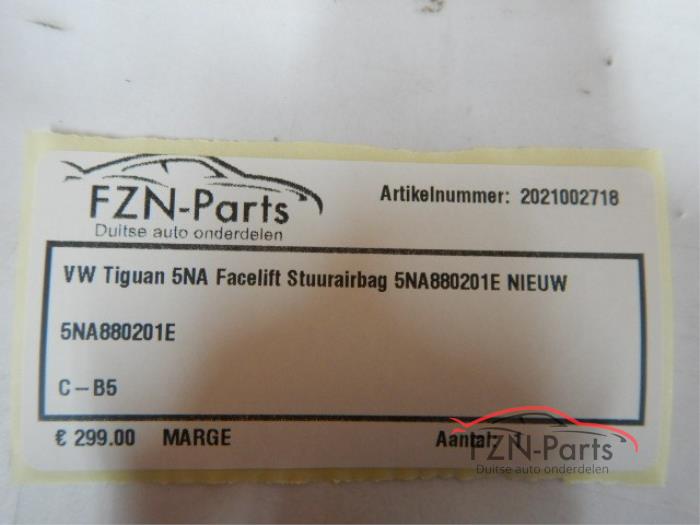 FZN-Parts
Duitse auto onderdelen
Artikelnummer: 2021002718
VW Tiguan 5NA Facelift Stuurairbag 5NA880201E NIEUW
5NA880201E
C-B5
€ 299.00 MARGE
Aantal:
FZN-Parts
Duitse auto onderdelen